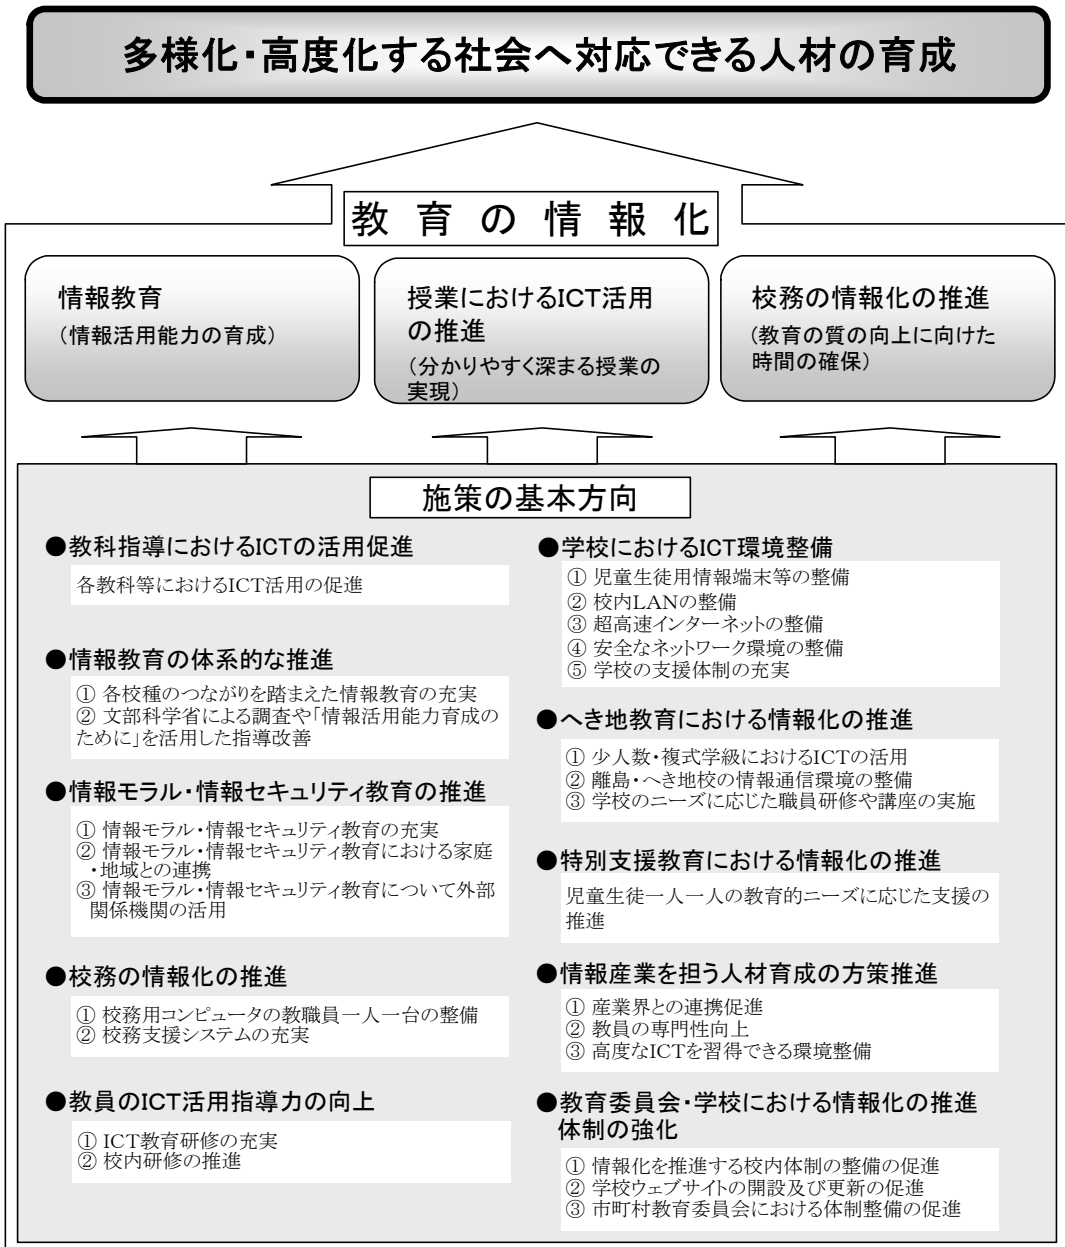 多様化・高度化する社会へ対応できる人材の育成
教育の情報化
情報教育
（情報活用能力の育成）
授業におけるICT活用
の推進
（分かりやすく深まる授業の
実現）
校務の情報化の推進
（教育の質の向上に向けた
時間の確保）
施策の基本方向
●教科指導におけるICTの活用促進
各教科等におけるICT活用の促進
●情報教育の体系的な推進
① 各校種のつながりを踏まえた情報教育の充実
② 文部科学省による調査や「情報活用能力育成の
ために」を活用した指導改善
●情報モラル・情報セキュリティ教育の推進
① 情報モラル・情報セキュリティ教育の充実
② 情報モラル・情報セキュリティ教育における家庭
・地域との連携
③ 情報モラル・情報セキュリティ教育について外部
関係機関の活用
●校務の情報化の推進
① 校務用コンピュータの教職員一人一台の整備
② 校務支援システムの充実
●教員のICT活用指導力の向上
① ICT教育研修の充実
② 校内研修の推進
●学校におけるICT環境整備
① 児童生徒用情報端末等の整備
② 校内LANの整備
③ 超高速インターネットの整備
④ 安全なネットワーク環境の整備
⑤ 学校の支援体制の充実
●へき地教育における情報化の推進
① 少人数・複式学級におけるICTの活用
② 離島・へき地校の情報通信環境の整備
③ 学校のニーズに応じた職員研修や講座の実施
●特別支援教育における情報化の推進
児童生徒一人一人の教育的ニーズに応じた支援の
推進
●情報産業を担う人材育成の方策推進
① 産業界との連携促進
② 教員の専門性向上
③ 高度なICTを習得できる環境整備
●教育委員会・学校における情報化の推進
体制の強化
① 情報化を推進する校内体制の整備の促進
② 学校ウェブサイトの開設及び更新の促進
③ 市町村教育委員会における体制整備の促進